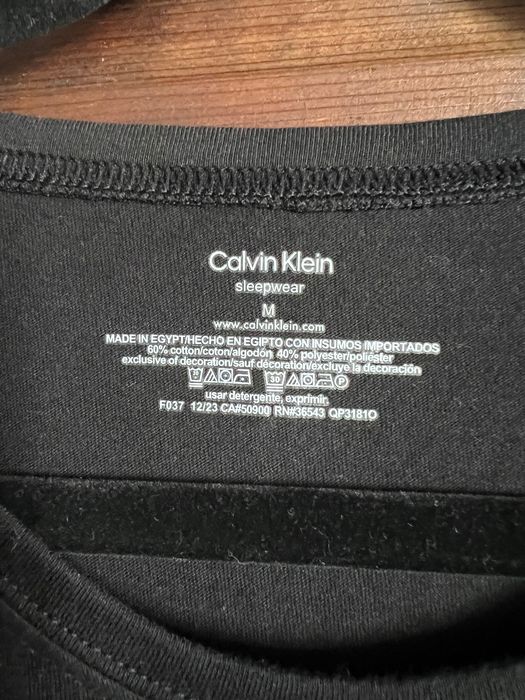 Calvin Klein
sleepwear
M
www.calvinklein.com
MADE IN EGYPT/HECHO EN EGIPTO CON INSUMOS IMPORTADOS
60% cotton/coton/algodón, 40% polyester/poliéster
exclusive of decoration/sauf décoration/excluye la decoración
30 P
usar detergente, exprimir.
F037 12/23 CA#50900 RN#36543 QP3181O